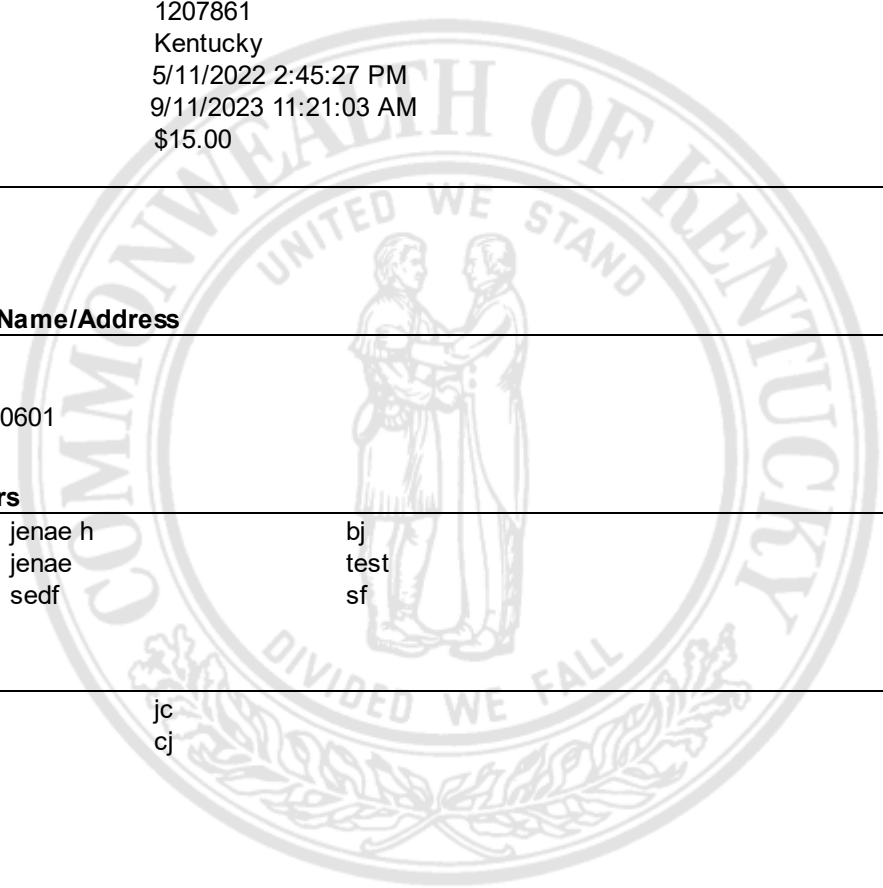 1207861
Kentucky
5/11/2022 2:45:27 PM
9/11/2023 11:21:03 AM
$15.00
COMMONWEALTH OF KENTUCKY
UNITED WE STAND
Name/Address
0601
rs
jenae h bj
jenae test
sedf sf
DIVIDED WE FALL
jc
cj